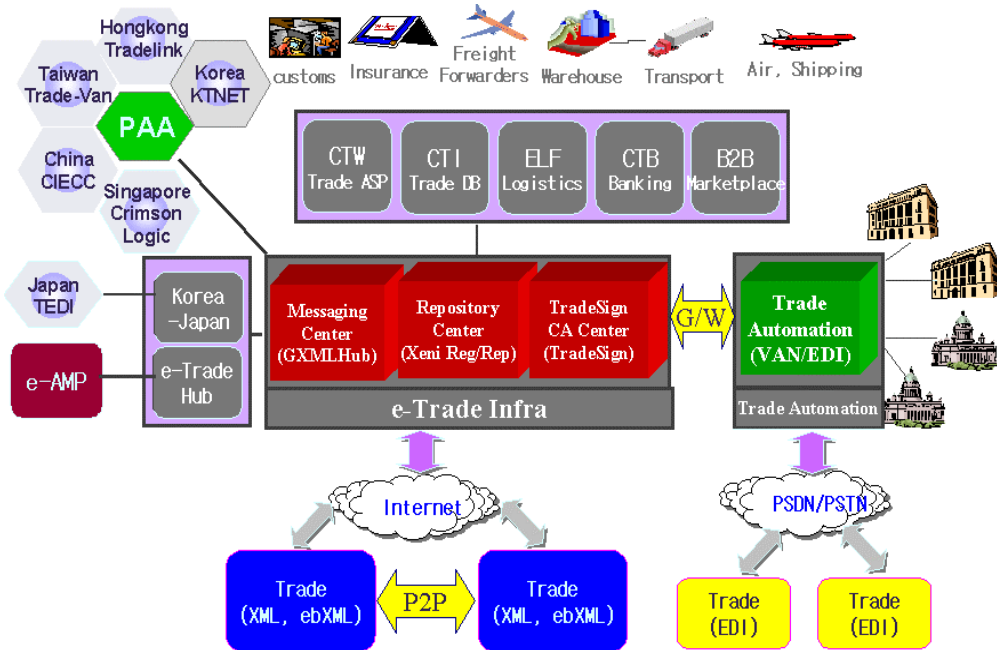 Hongkong
Tradelink
Taiwan
Trade-Van
Korea
KTNET
PAA
China
CIECC
Singapore
Crimson
Logic
customs
Insurance
Freight
Forwarders
Warehouse
Transport
Air, Shipping
CTW
Trade ASP
CTI
Trade DB
ELF
Logistics
CTB
Banking
B2B
Marketplace
Japan
TEDI
Korea
-Japan
e-AMP
e-Trade
Hub
Messaging
Center
(GXMLHub)
Repository
Center
(Xeni Reg/Rep)
TradeSign
CA Center
(TradeSign)
e-Trade Infra
G/W
Trade
Automation
(VAN/EDI)
Trade Automation
Internet
PSDN/PSTN
Trade
(XML, ebXML)
P2P
Trade
(XML, ebXML)
Trade
(EDI)
Trade
(EDI)